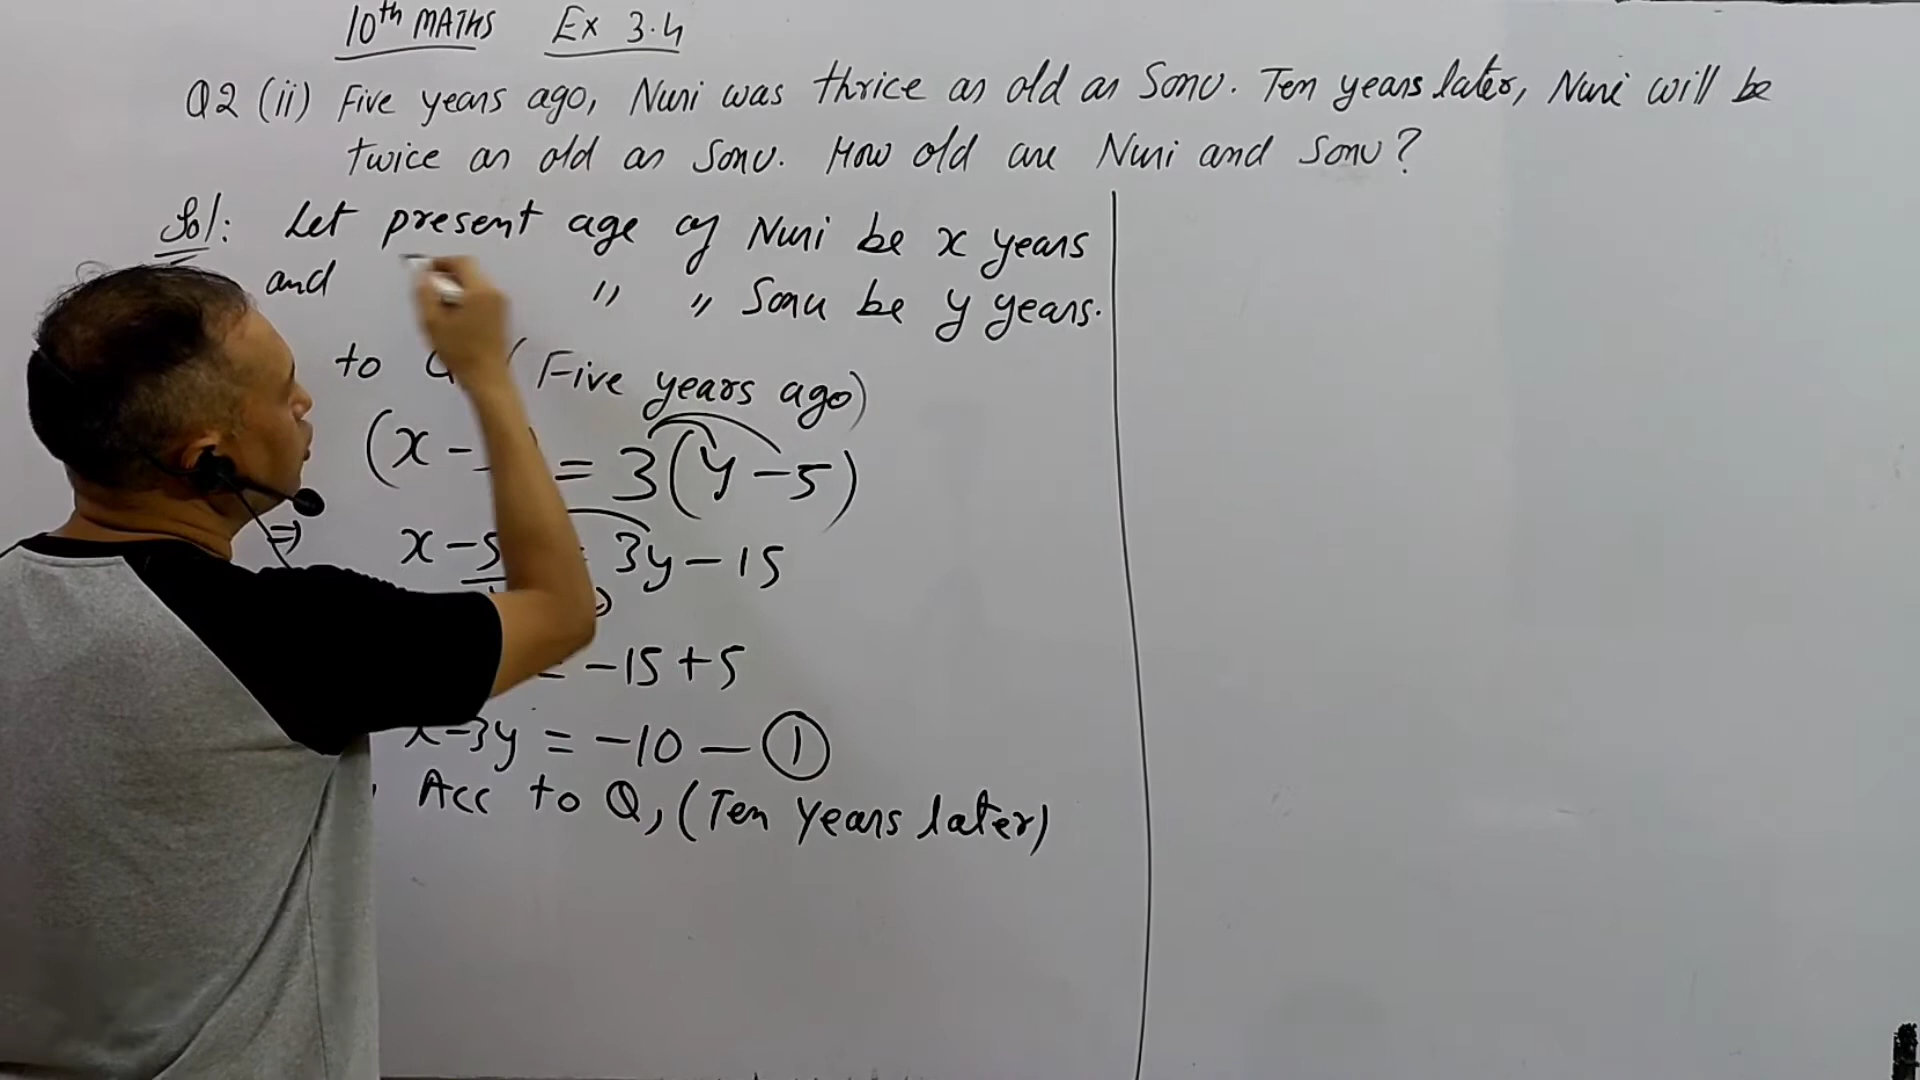 10th MATHS Ex 3.4
Q2 (ii) Five years ago, Nuri was thrice as old as Sonu. Ten years later, Nuri will be
twice as old as Sonu. How old are Nuri and Sonu?
Sol: Let present age of Nuri be x years
and " " Sonu be y years.
to (Five years ago)
(x - = 3(y-5)
⇒ x-5 3y-15
= -15+5
x-3y = -10 — ①
Acc to Q, (Ten Years later)